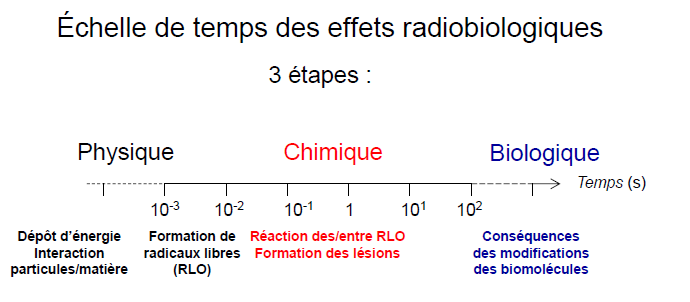 Échelle de temps des effets radiobiologiques
3 étapes :
Physique
Chimique
Biologique
Temps (s)
10-3
10-2
10-1
1
101
102
Dépôt d’énergie
Interaction
particules/matière
Formation de
radicaux libres
(RLO)
Réaction des/entre RLO
Formation des lésions
Conséquences
des modifications
des biomolécules